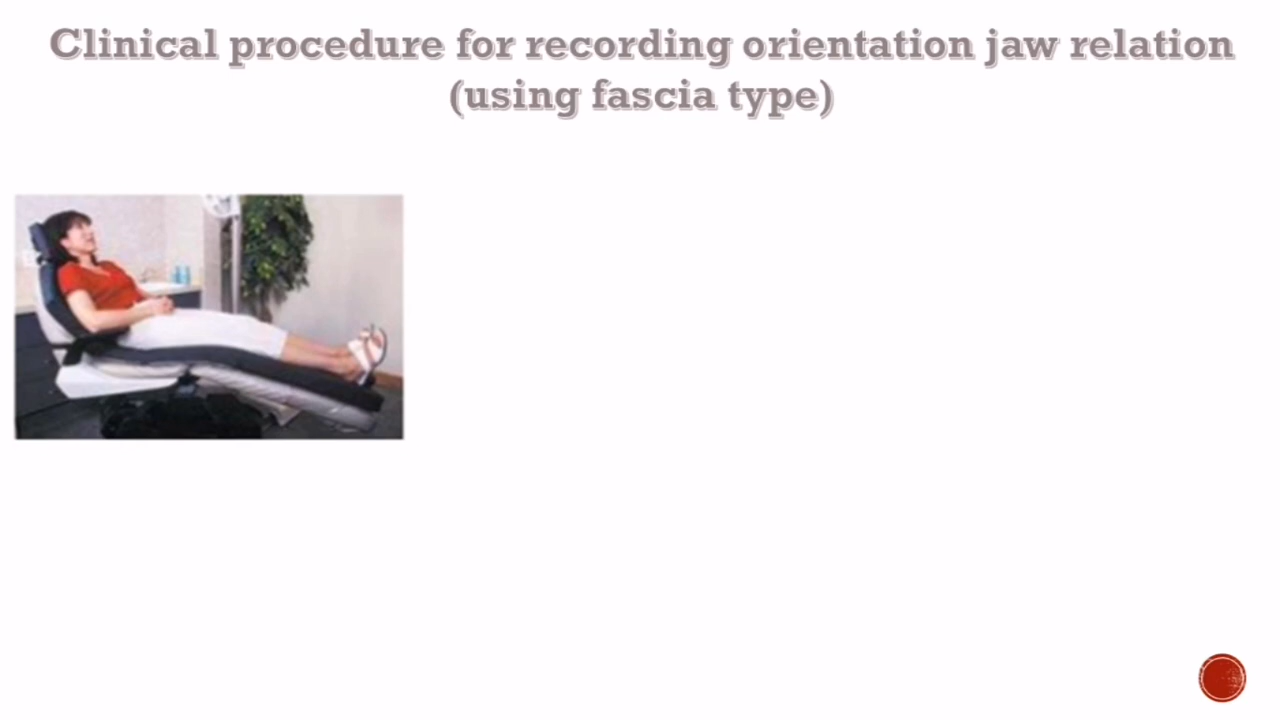 Clinical procedure for recording orientation jaw relation
(using fascia type)